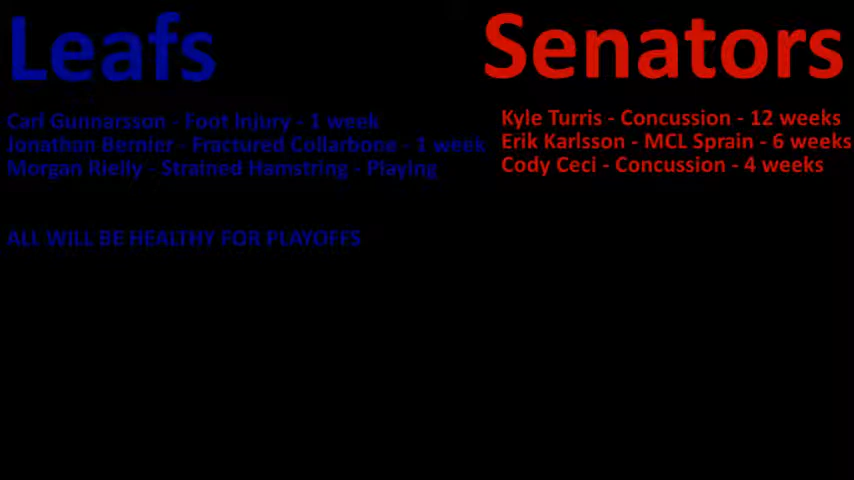 Leafs
Carl Gunnarsson - Foot Injury - 1 week
Jonathan Bernier - Fractured Collarbone - 1 week
Morgan Rielly - Strained Hamstring - Playing
ALL WILL BE HEALTHY FOR PLAYOFFS
Senators
Kyle Turris - Concussion - 12 weeks
Erik Karlsson - MCL Sprain - 6 weeks
Cody Ceci - Concussion - 4 weeks